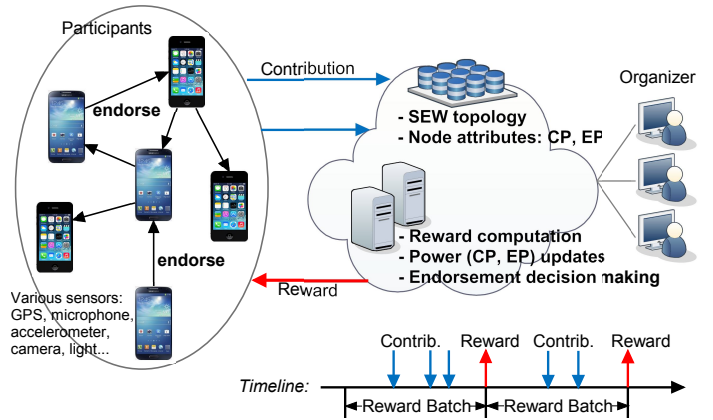 Participants
endorse
endorse
Various sensors:
GPS, microphone,
accelerometer,
camera, light...
Contribution
Reward
- SEW topology
- Node attributes: CP, EP
- Reward computation
- Power (CP, EP) updates
- Endorsement decision making
Organizer
Contrib.
Reward
Contrib.
Reward
Timeline:
Reward Batch
Reward Batch